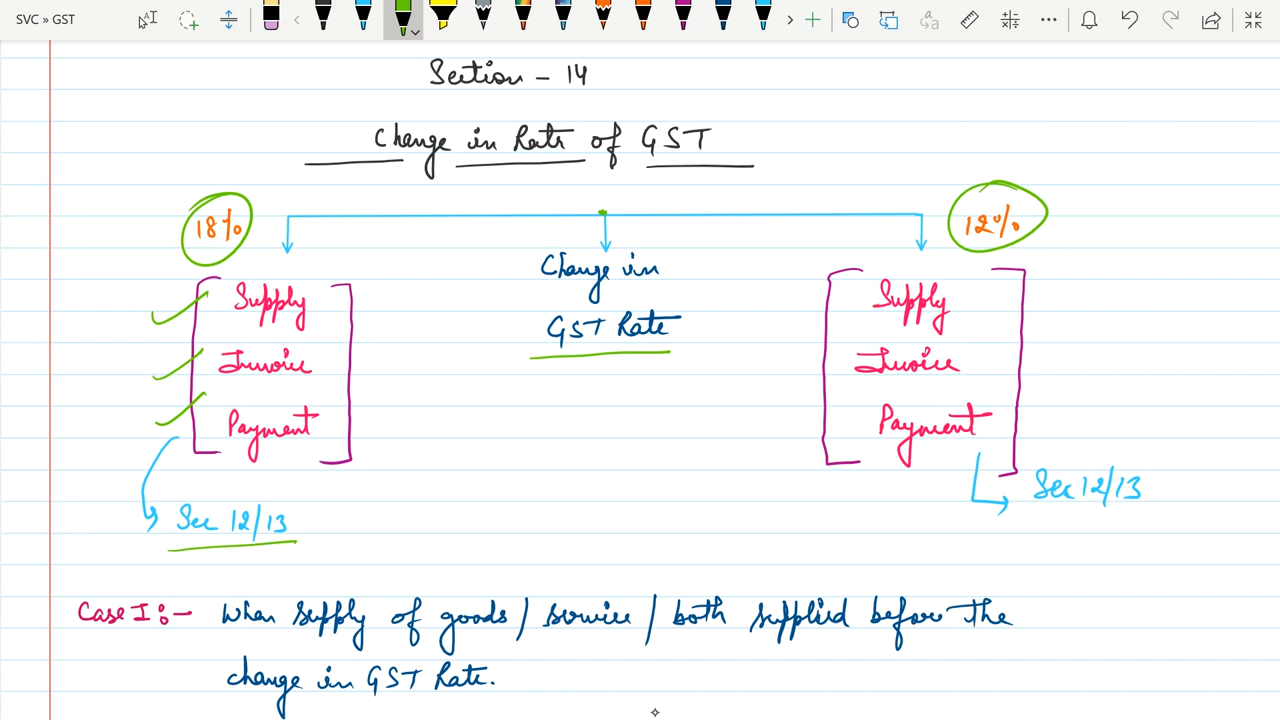 SVC » GST
Section - 14
Change in Rate of GST
18%
12%
Change in
GST Rate
Supply
Invoice
Payment
Sec 12/13
Supply
Invoice
Payment
Sec 12/13
Case I:- When supply of goods / service / both supplied before the
change in GST Rate.